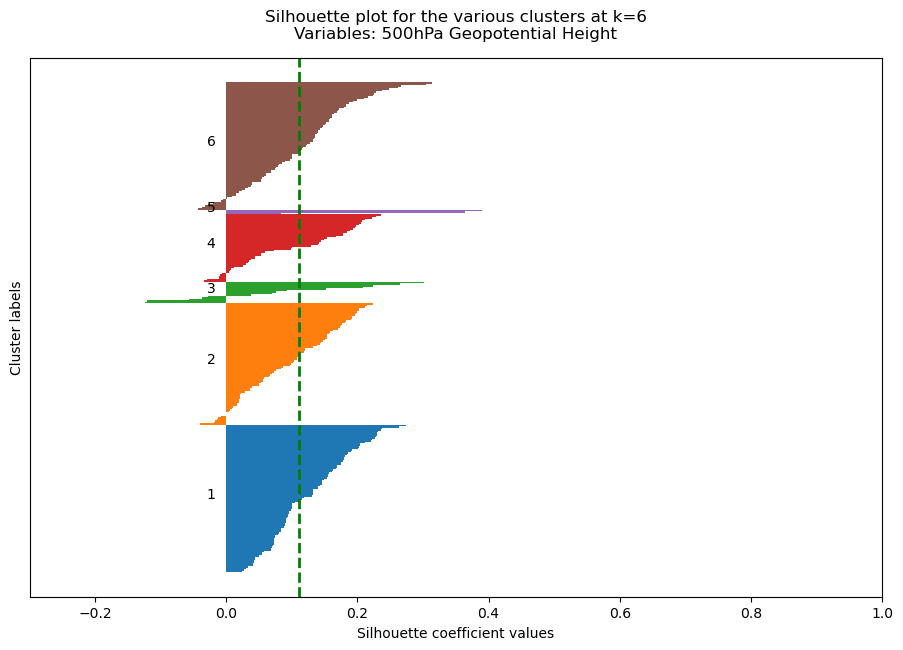 Silhouette plot for the various clusters at k=6
Variables: 500hPa Geopotential Height
6
5
4
3
2
1
Cluster labels
−0.2 0.0 0.2 0.4 0.6 0.8 1.0
Silhouette coefficient values